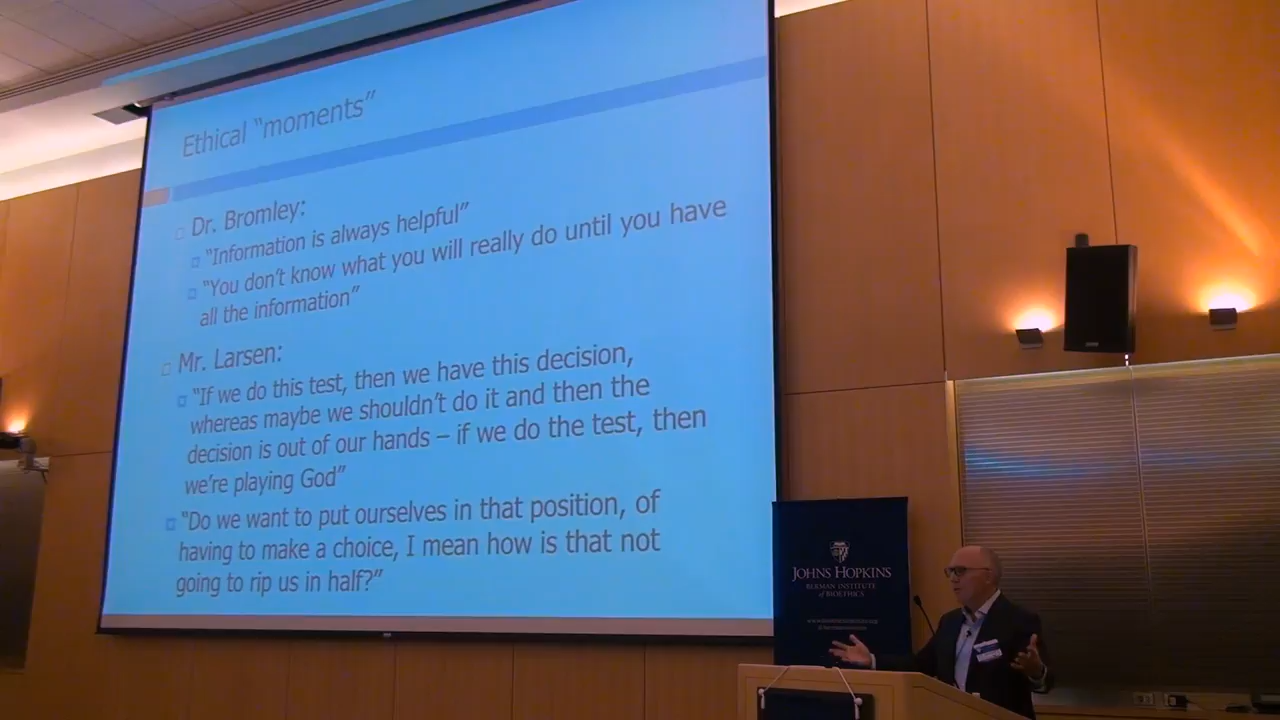 Ethical “moments”
Dr. Bromley:
“Information is always helpful”
“You don’t know what you will really do until you have
all the information”
Mr. Larsen:
“If we do this test, then we have this decision,
whereas maybe we shouldn’t do it and then the
decision is out of our hands – if we do the test, then
we’re playing God”
“Do we want to put ourselves in that position, of
having to make a choice, I mean how is that not
going to rip us in half?”
JOHNS HOPKINS
BERMAN INSTITUTE
of BIOETHICS